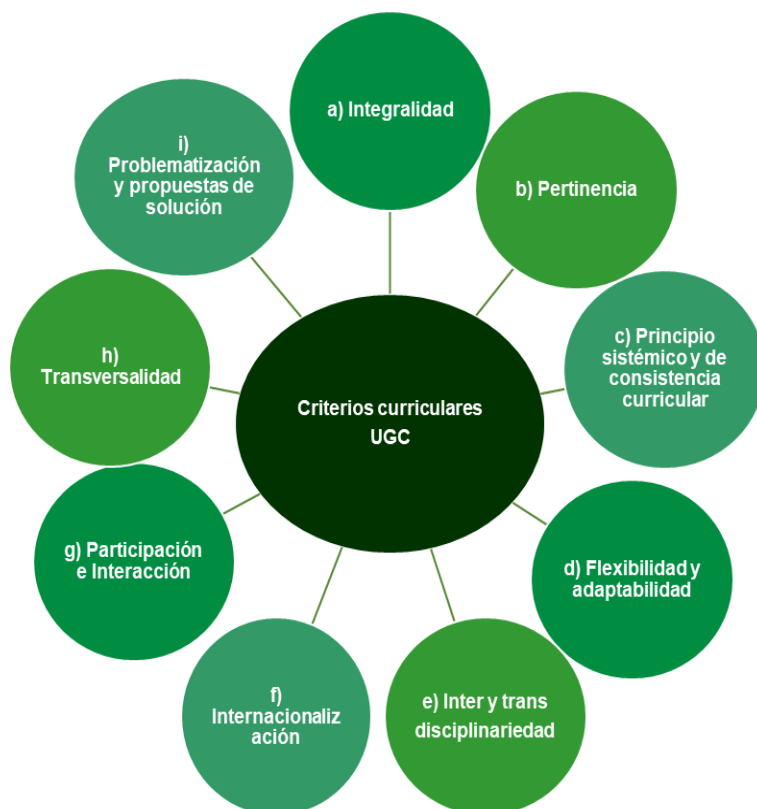 a) Integralidad
b) Pertinencia
c) Principio
sistémico y de
consistencia
curricular
d) Flexibilidad y
adaptabilidad
e) Inter y trans
disciplinariedad
f)
Internacionaliz
ación
g) Participación
e Interacción
h)
Transversalidad
i)
Problematización
y propuestas de
solución
Criterios curriculares
UGC